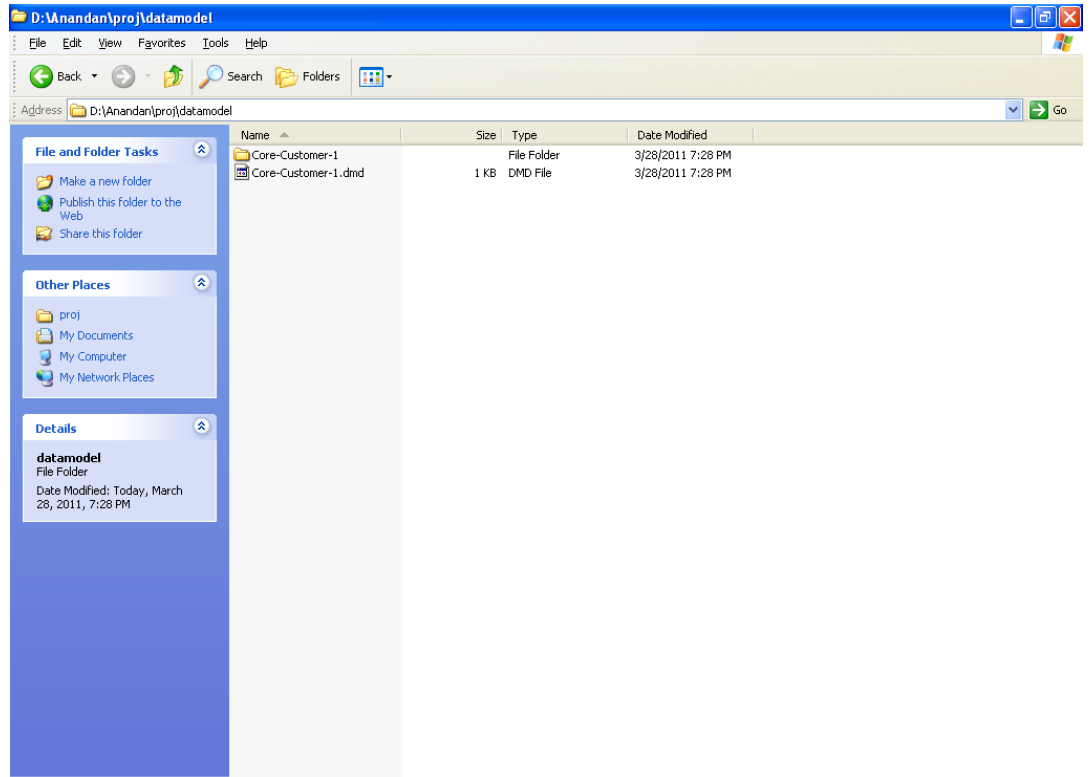 D:\Anandan\proj\datamodel
File Edit View Favorites Tools Help
Back Search Folders
Address D:\Anandan\proj\datamodel Go
Name Size Type Date Modified
Core-Customer-1 File Folder 3/28/2011 7:28 PM
Core-Customer-1.dmd 1 KB DMD File 3/28/2011 7:28 PM
File and Folder Tasks
Make a new folder
Publish this folder to the
Web
Share this folder
Other Places
proj
My Documents
My Computer
My Network Places
Details
datamodel
File Folder
Date Modified: Today, March
28, 2011, 7:28 PM